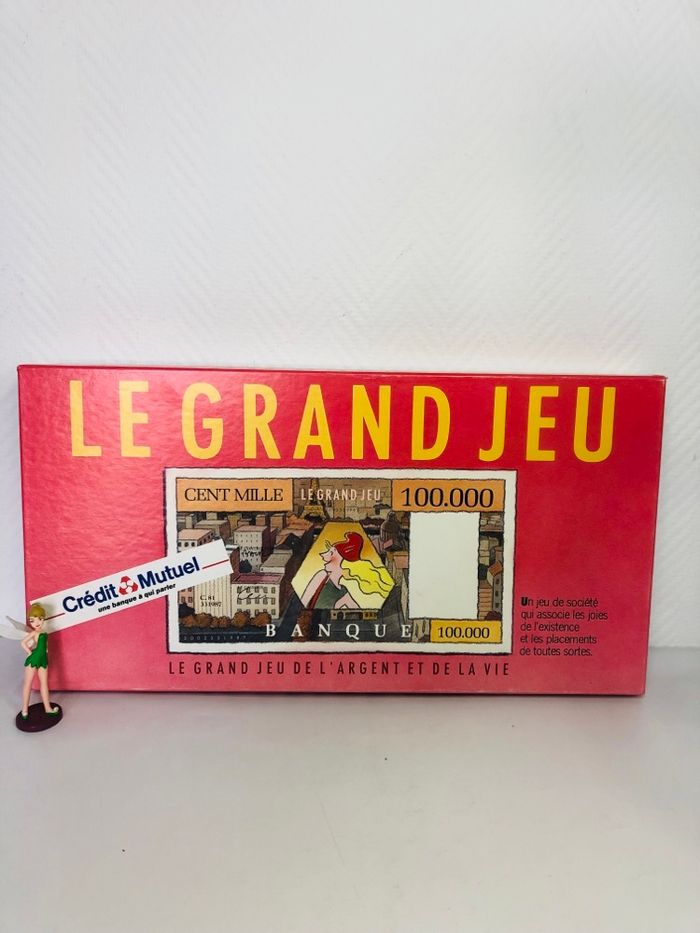 LE GRAND JEU
CENT MILLE
LE GRAND JEU
100.000
Crédit Mutuel
une banque à qui parler
C. 81
331987
BANQUE
100.000
LE GRAND JEU DE L'ARGENT ET DE LA VIE
Un jeu de société
qui associe les joies
de l'existence
et les placements
de toutes sortes.